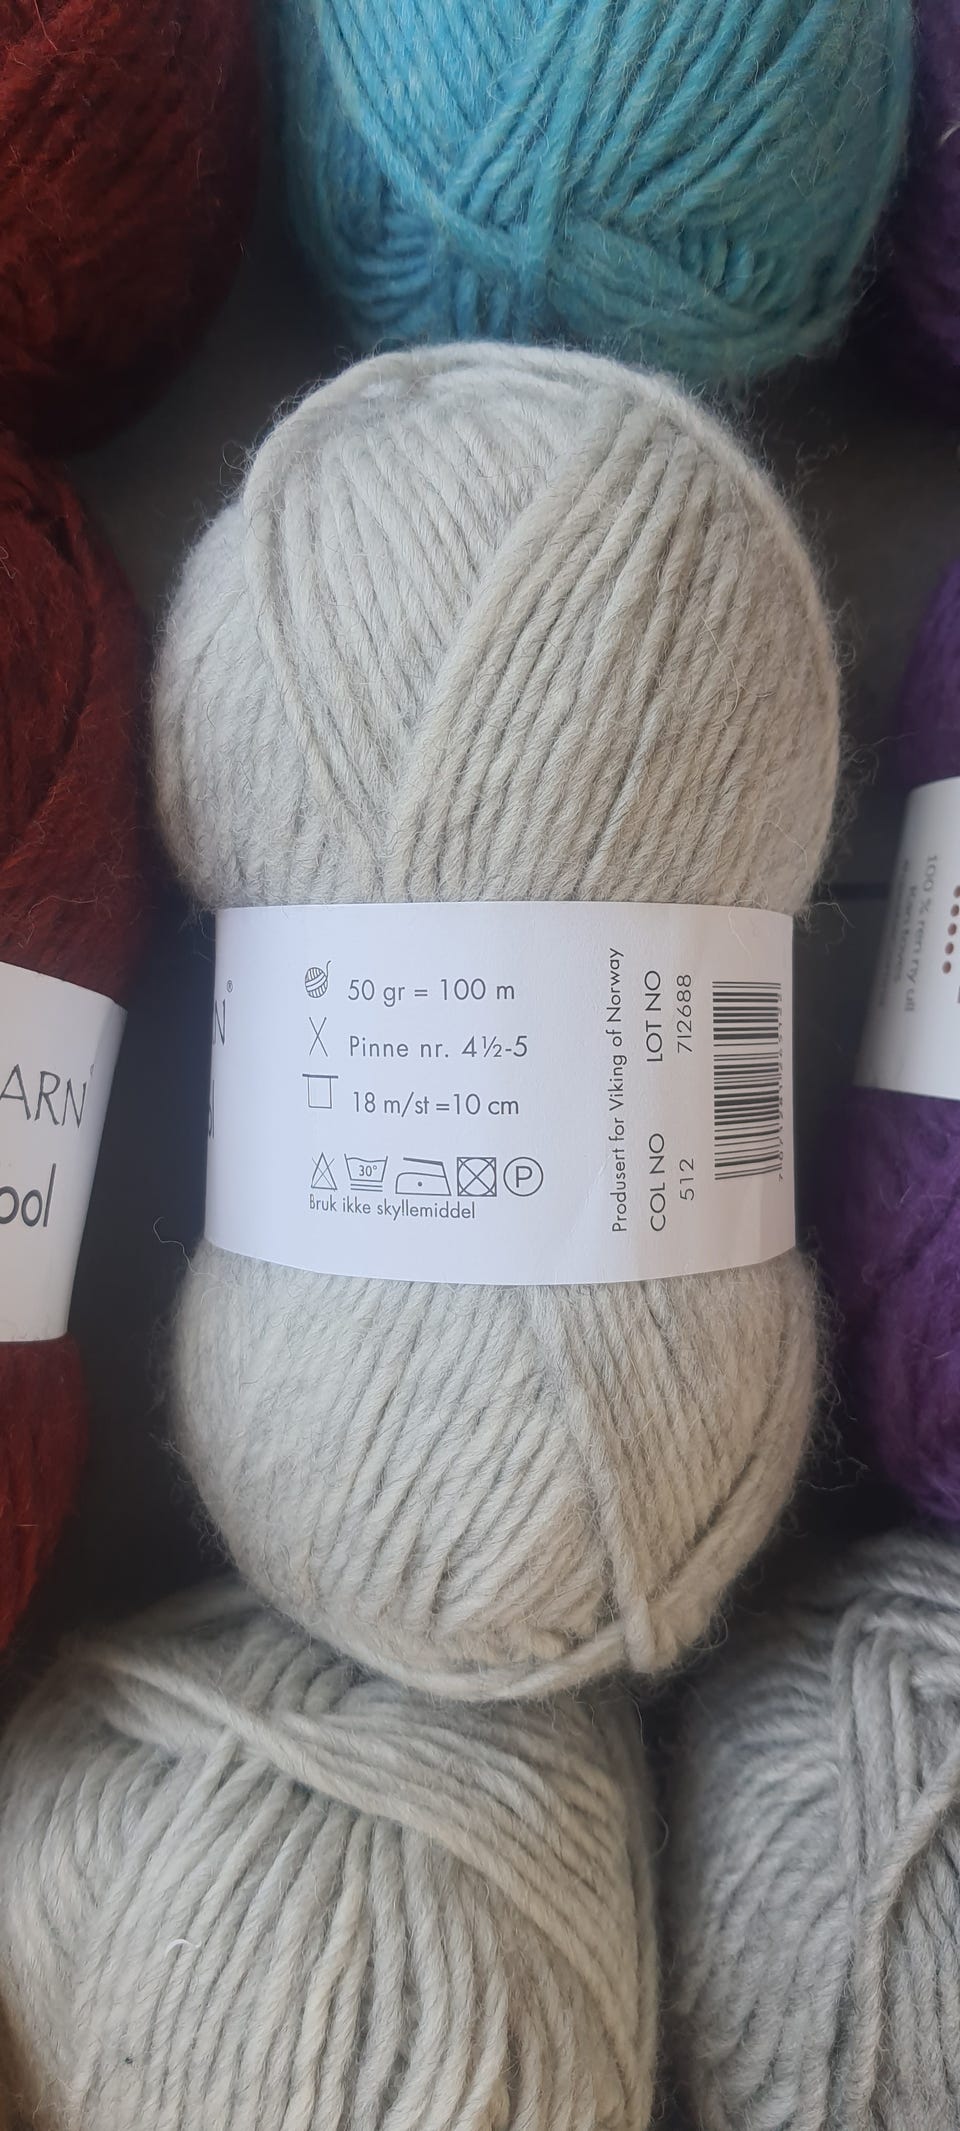 50 gr = 100 m
Pinne nr. 4½-5
18 m/st =10 cm
30°
P
Bruk ikke skyllemiddel
Produsert for Viking of Norway
COL NO LOT NO
512 712688
ARN
ool
100 % ren ny ull
N®